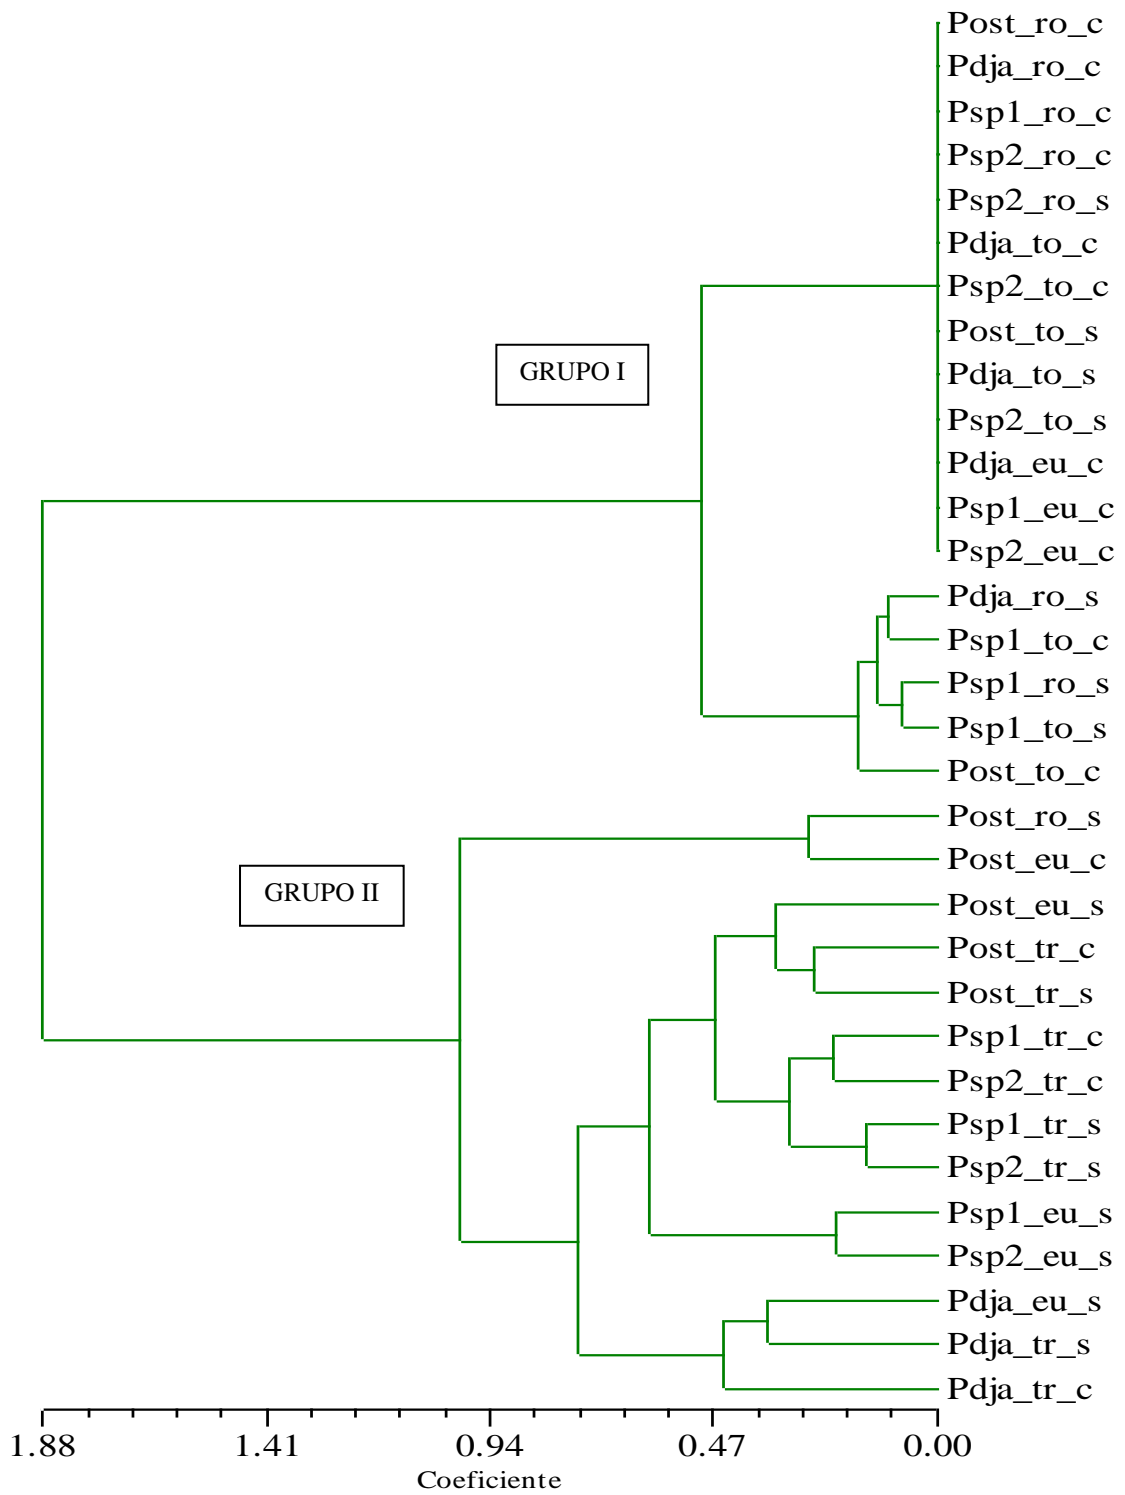 Post_ro_c
Pdja_ro_c
Psp1_ro_c
Psp2_ro_c
Psp2_ro_s
Pdja_to_c
Psp2_to_c
Post_to_s
GRUPO I
Pdja_to_s
Psp2_to_s
Pdja_eu_c
Psp1_eu_c
Psp2_eu_c
Pdja_ro_s
Psp1_to_c
Psp1_ro_s
Psp1_to_s
Post_to_c
Post_ro_s
Post_eu_c
GRUPO II
Post_eu_s
Post_tr_c
Post_tr_s
Psp1_tr_c
Psp2_tr_c
Psp1_tr_s
Psp2_tr_s
Psp1_eu_s
Psp2_eu_s
Pdja_eu_s
Pdja_tr_s
Pdja_tr_c
1.88 1.41 0.94 0.47 0.00
Coeficiente